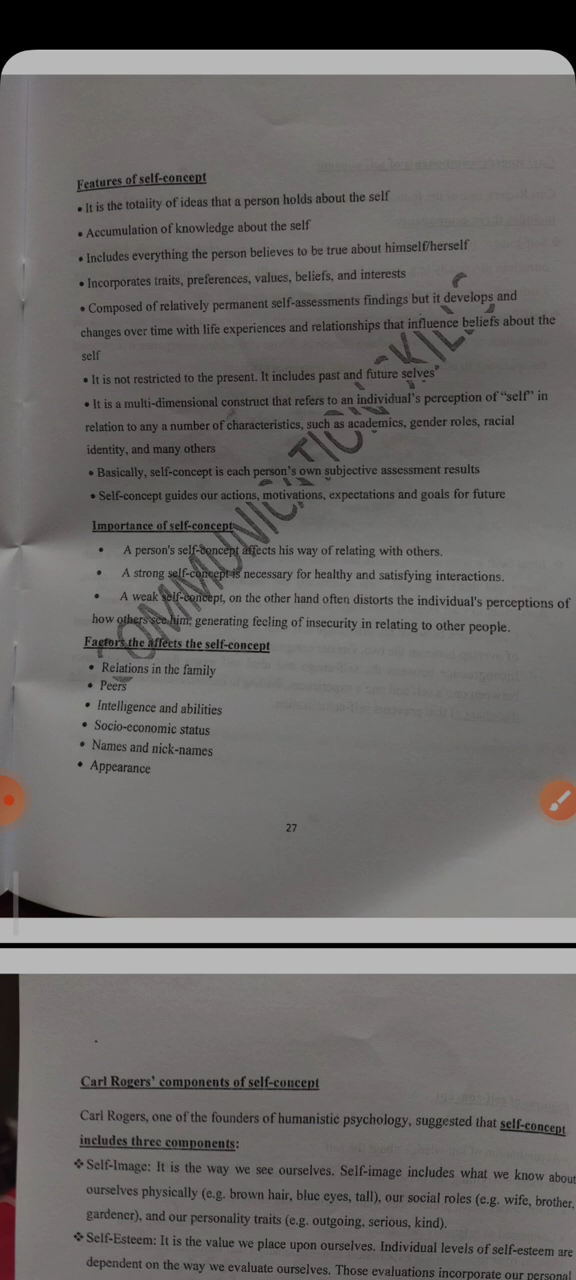 Features of self-concept
• It is the totality of ideas that a person holds about the self
• Accumulation of knowledge about the self
• Includes everything the person believes to be true about himself/herself
• Incorporates traits, preferences, values, beliefs, and interests
• Composed of relatively permanent self-assessments findings but it develops and
changes over time with life experiences and relationships that influence beliefs about the
self
• It is not restricted to the present. It includes past and future selves
• It is a multi-dimensional construct that refers to an individual's perception of "self" in
relation to any a number of characteristics, such as academics, gender roles, racial
identity, and many others
• Basically, self-concept is each person's own subjective assessment results
• Self-concept guides our actions, motivations, expectations and goals for future
COMMUNICATION SKILLS
Importance of self-concept
• A person's self-concept affects his way of relating with others.
• A strong self-concept is necessary for healthy and satisfying interactions.
• A weak self-concept, on the other hand often distorts the individual's perceptions of
how others see him, generating feeling of insecurity in relating to other people.
Factors the affects the self-concept
• Relations in the family
• Peers
• Intelligence and abilities
• Socio-economic status
• Names and nick-names
• Appearance
27
Carl Rogers' components of self-concept
Carl Rogers, one of the founders of humanistic psychology, suggested that self-concept
includes three components:
❖ Self-Image: It is the way we see ourselves. Self-image includes what we know about
ourselves physically (e.g. brown hair, blue eyes, tall), our social roles (e.g. wife, brother,
gardener), and our personality traits (e.g. outgoing, serious, kind).
❖ Self-Esteem: It is the value we place upon ourselves. Individual levels of self-esteem are
dependent on the way we evaluate ourselves. Those evaluations incorporate our personal